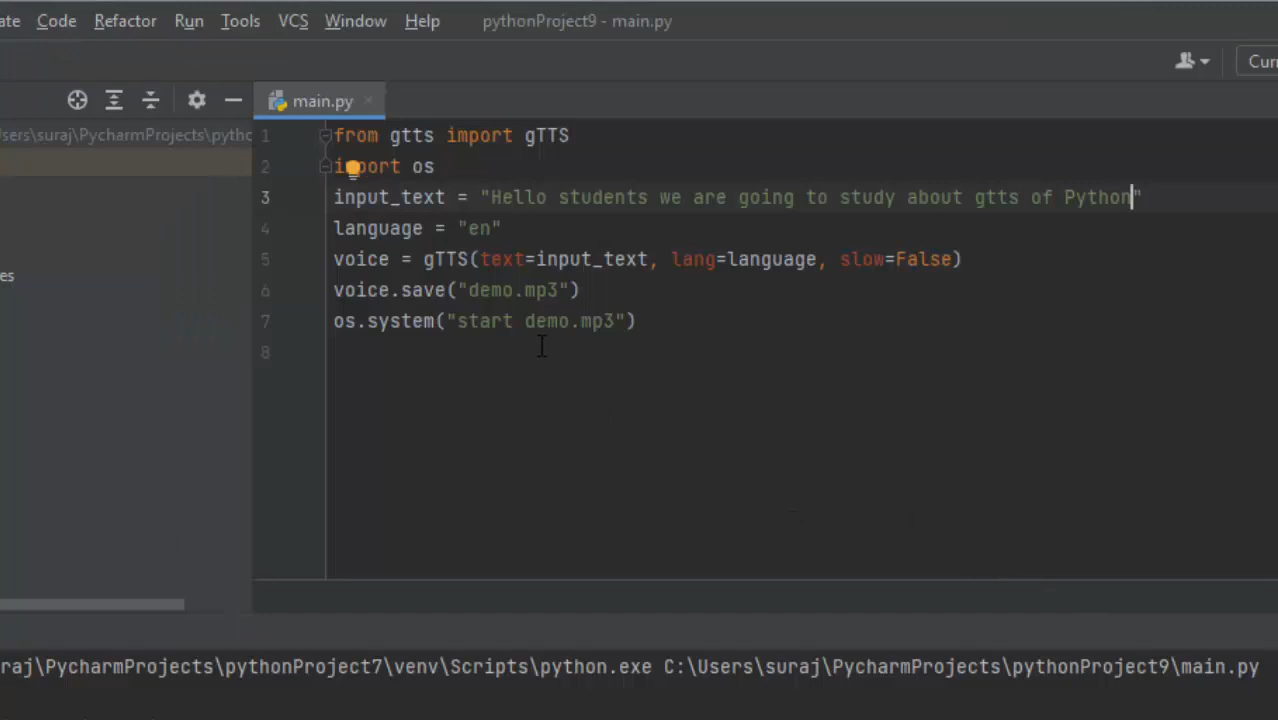 ate Code Refactor Run Tools VCS Window Help pythonProject9 - main.py
Curr
main.py
sers\suraj\PycharmProjects\pytho
1 from gtts import gTTS
2 import os
3 input_text = "Hello students we are going to study about gtts of Python"
4 language = "en"
es
5 voice = gTTS(text=input_text, lang=language, slow=False)
6 voice.save("demo.mp3")
7 os.system("start demo.mp3")
8
raj\PycharmProjects\pythonProject7\venv\Scripts\python.exe C:\Users\suraj\PycharmProjects\pythonProject9\main.py